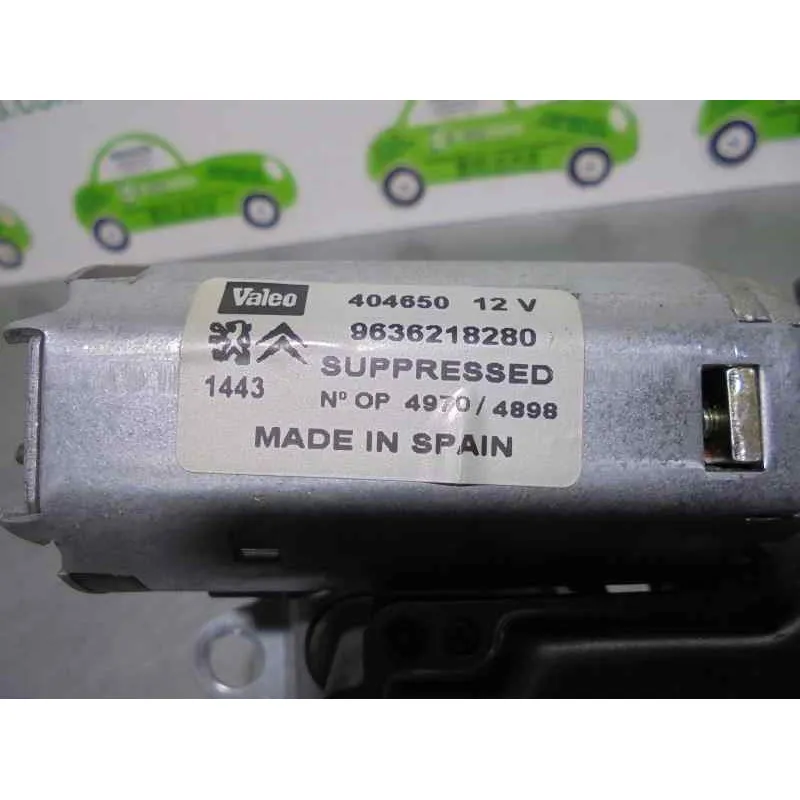 Valeo 404650 12 V
9636218280
SUPPRESSED
1443
Nº OP 4970 / 4898
MADE IN SPAIN